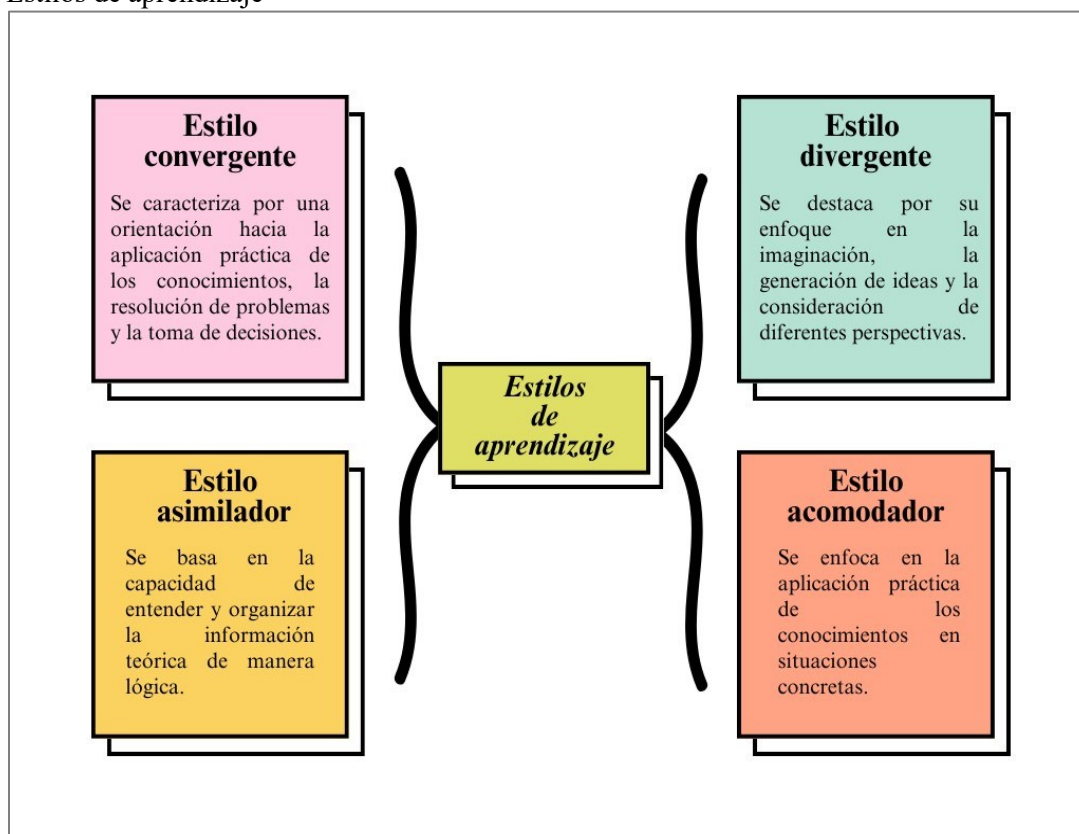 Estilos de aprendizaje
Estilo
convergente
Se caracteriza por una
orientación hacia la
aplicación práctica de
los conocimientos, la
resolución de problemas
y la toma de decisiones.
Estilo
divergente
Se destaca por su
enfoque en la
imaginación, la
generación de ideas y la
consideración de
diferentes perspectivas.
Estilos
de
aprendizaje
Estilo
asimilador
Se basa en la
capacidad de
entender y organizar
la información
teórica de manera
lógica.
Estilo
acomodador
Se enfoca en la
aplicación práctica
de los
conocimientos en
situaciones
concretas.